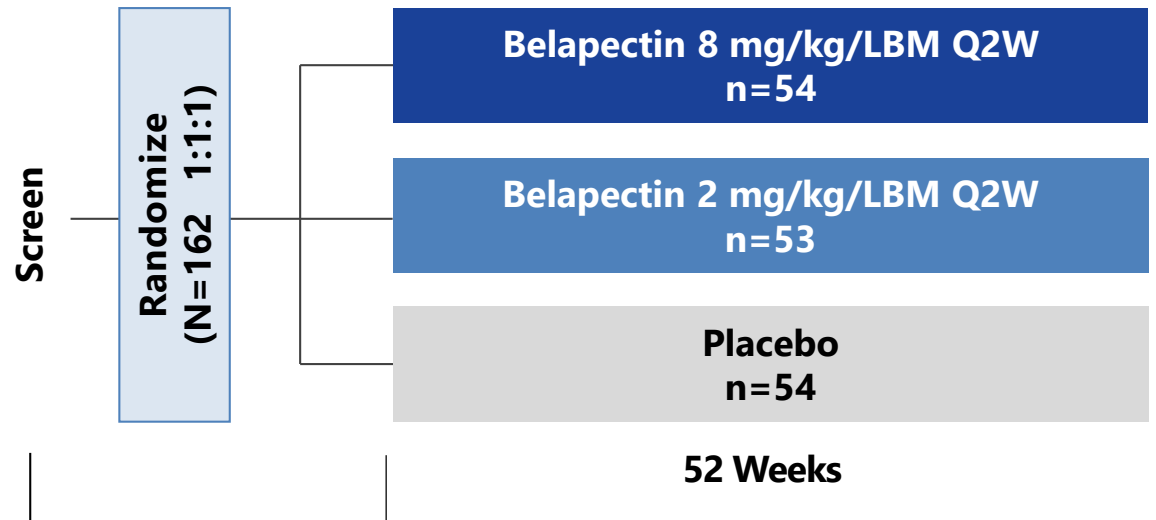 Screen
Randomize
(N=162 1:1:1)
Belapectin 8 mg/kg/LBM Q2W
n=54
Belapectin 2 mg/kg/LBM Q2W
n=53
Placebo
n=54
52 Weeks